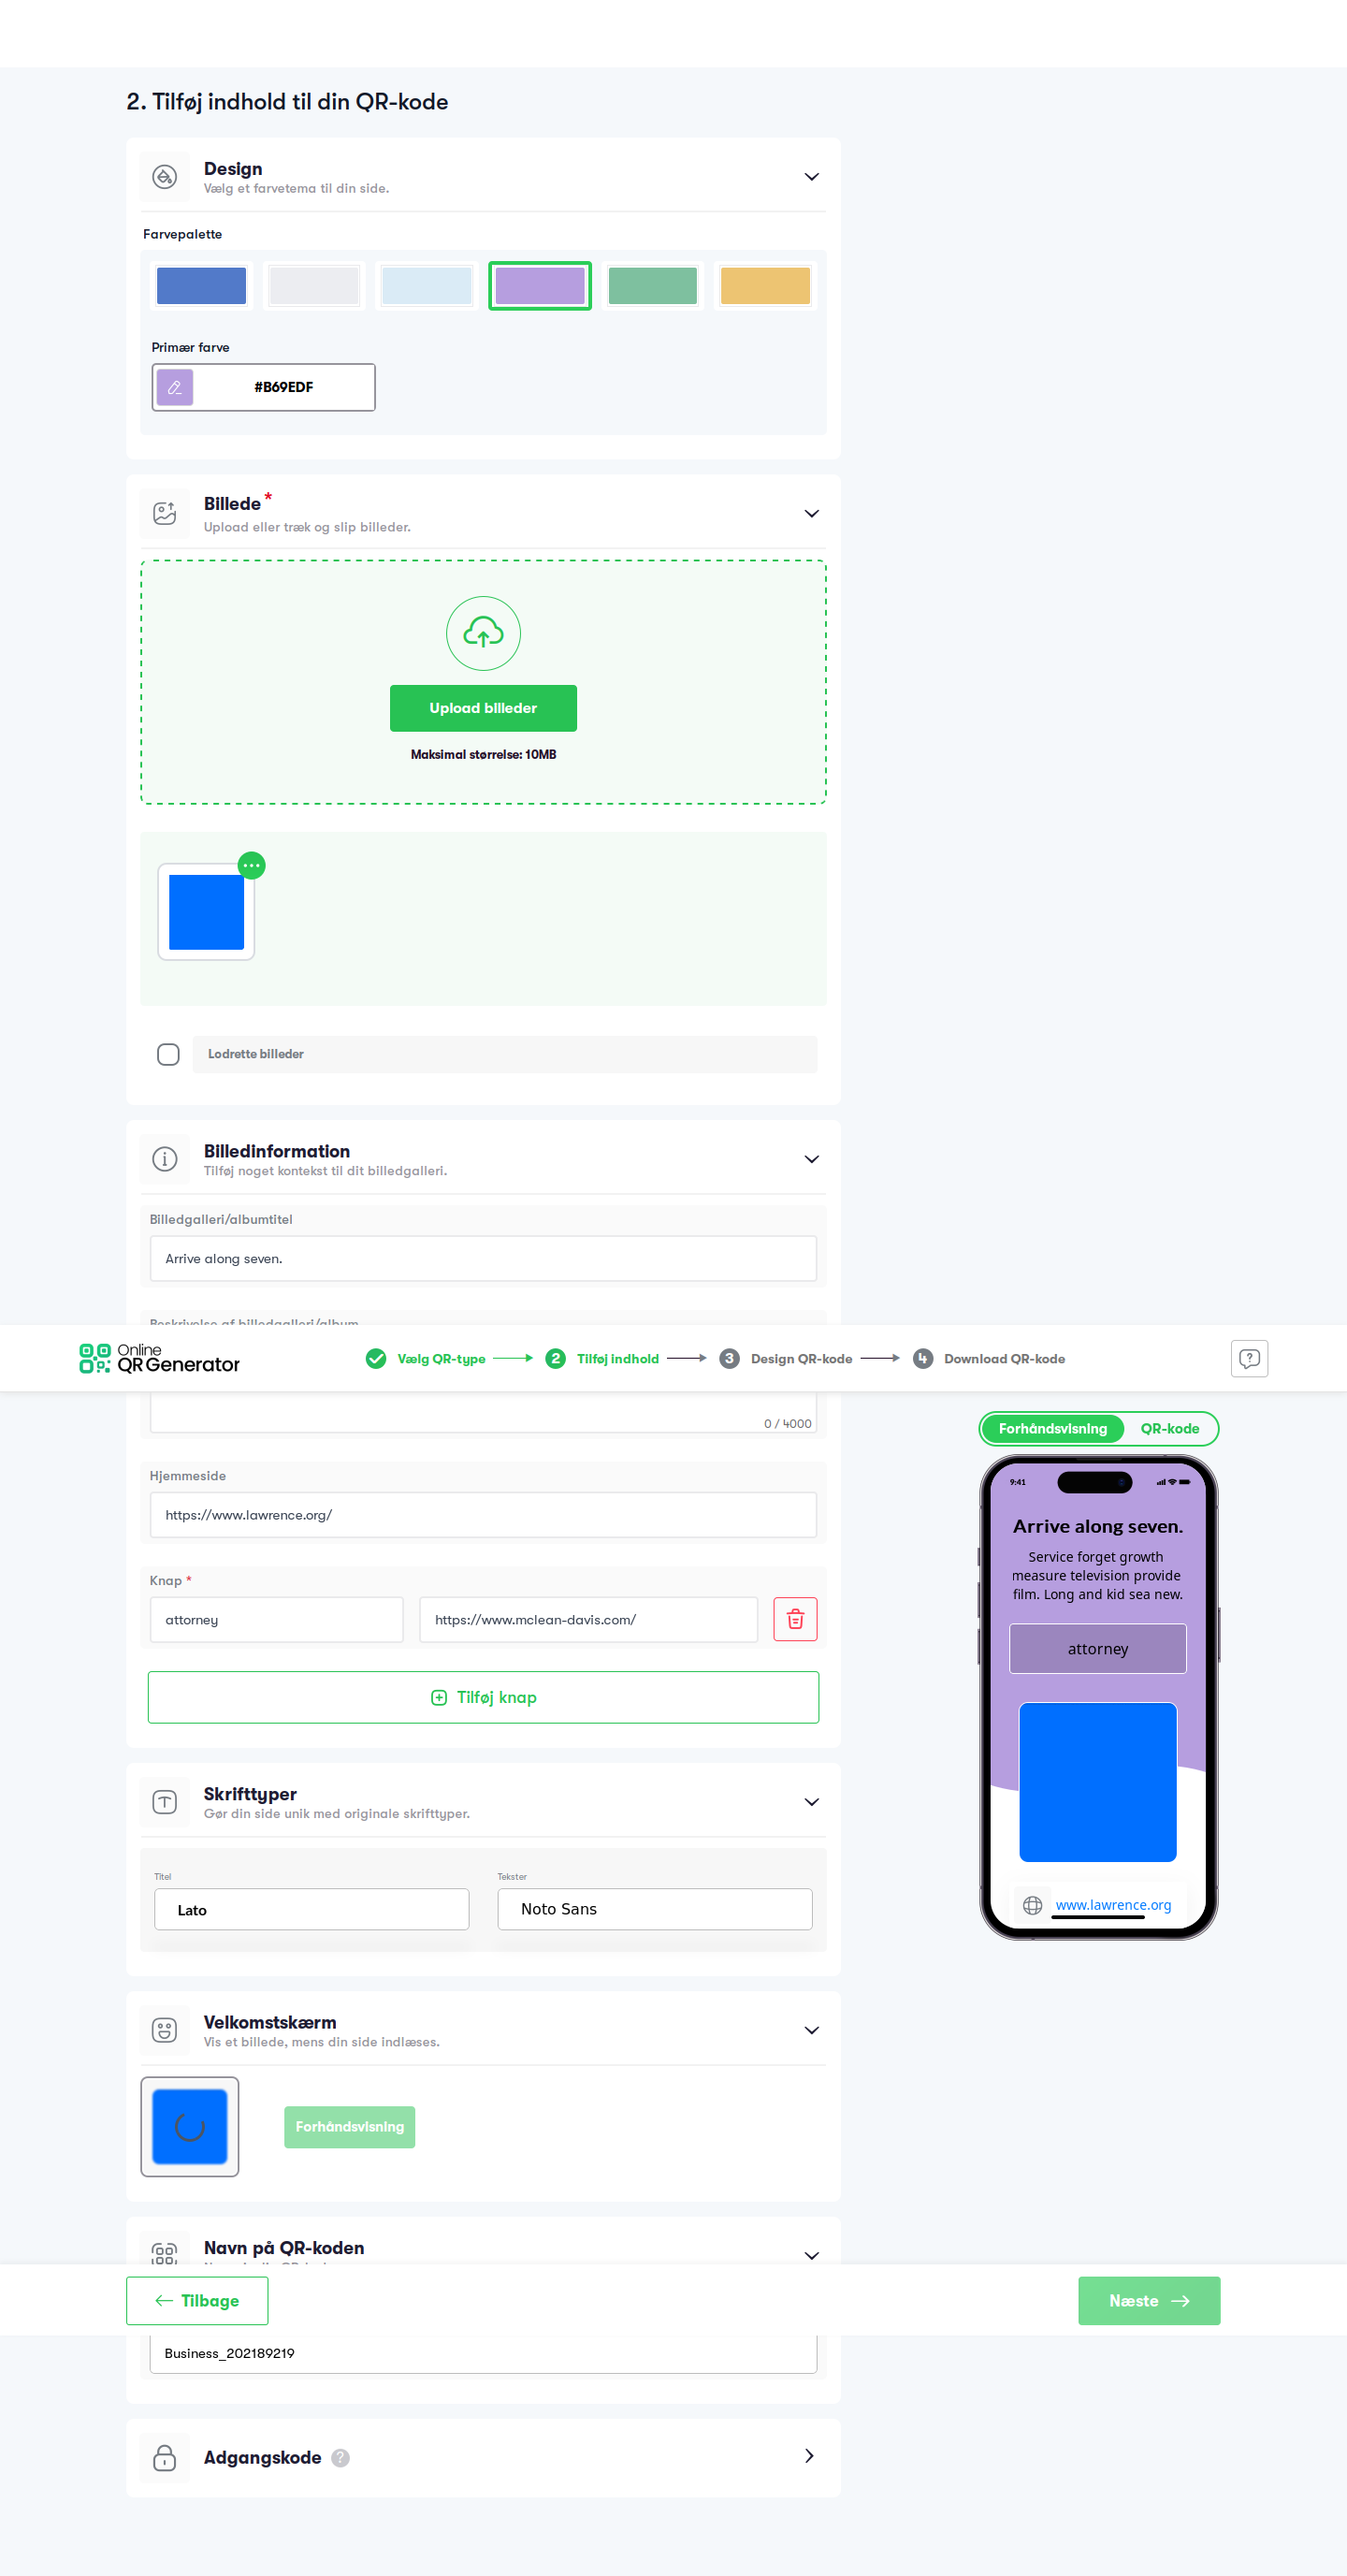 2. Tilføj indhold til din QR-kode
Design
Vælg et farvetema til din side.
Farvepalette
Primær farve
#B69EDF
Billede *
Upload eller træk og slip billeder.
Upload billeder
Maksimal størrelse: 10MB
Lodrette billeder
Billedinformation
Tilføj noget kontekst til dit billedgalleri.
Billedgalleri/albumtitel
Arrive along seven.
Beskrivelse af billedgalleri/album
Online
QR Generator
Vælg QR-type
2 Tilføj indhold
3 Design QR-kode
4 Download QR-kode
0 / 4000
Hjemmeside
https://www.lawrence.org/
Knap *
attorney
https://www.mclean-davis.com/
Tilføj knap
Forhåndsvisning
QR-kode
9:41
Arrive along seven.
Service forget growth
measure television provide
film. Long and kid sea new.
attorney
www.lawrence.org
Skrifttyper
Gør din side unik med originale skrifttyper.
Titel
Lato
Tekster
Noto Sans
Velkomstskærm
Vis et billede, mens din side indlæses.
Forhåndsvisning
Navn på QR-koden
Tilbage
Næste
Business_202189219
Adgangskode ?